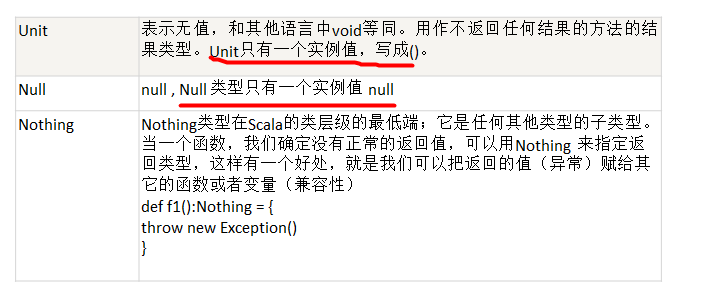 Unit
表示无值，和其他语言中void等同。用作不返回任何结果的方法的结
果类型。Unit只有一个实例值，写成()。
Null
null , Null 类型只有一个实例值 null
Nothing
Nothing类型在Scala的类层级的最低端；它是任何其他类型的子类型。
当一个函数，我们确定没有正常的返回值，可以用Nothing 来指定返
回类型，这样有一个好处，就是我们可以把返回的值（异常）赋给其
它的函数或者变量（兼容性）
def f1():Nothing = {
throw new Exception()
}